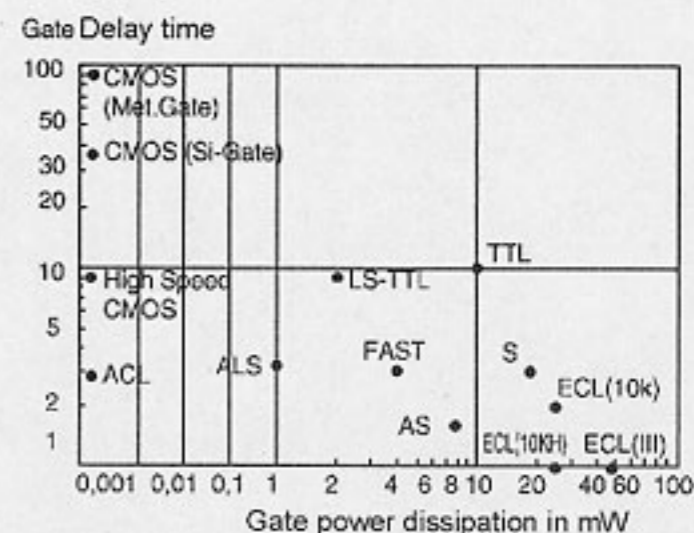 Gate Delay time
100
CMOS
(Met.Gate)
50
30
CMOS (Si-Gate)
20
TTL
10
High Speed
CMOS
LS-TTL
5
ALS
FAST
S
ACL
ECL(10k)
2
AS
1
ECL(10KH)
ECL(III)
0,001 0,01 0,1 1 2 4 6 8 10 20 40 60 100
Gate power dissipation in mW